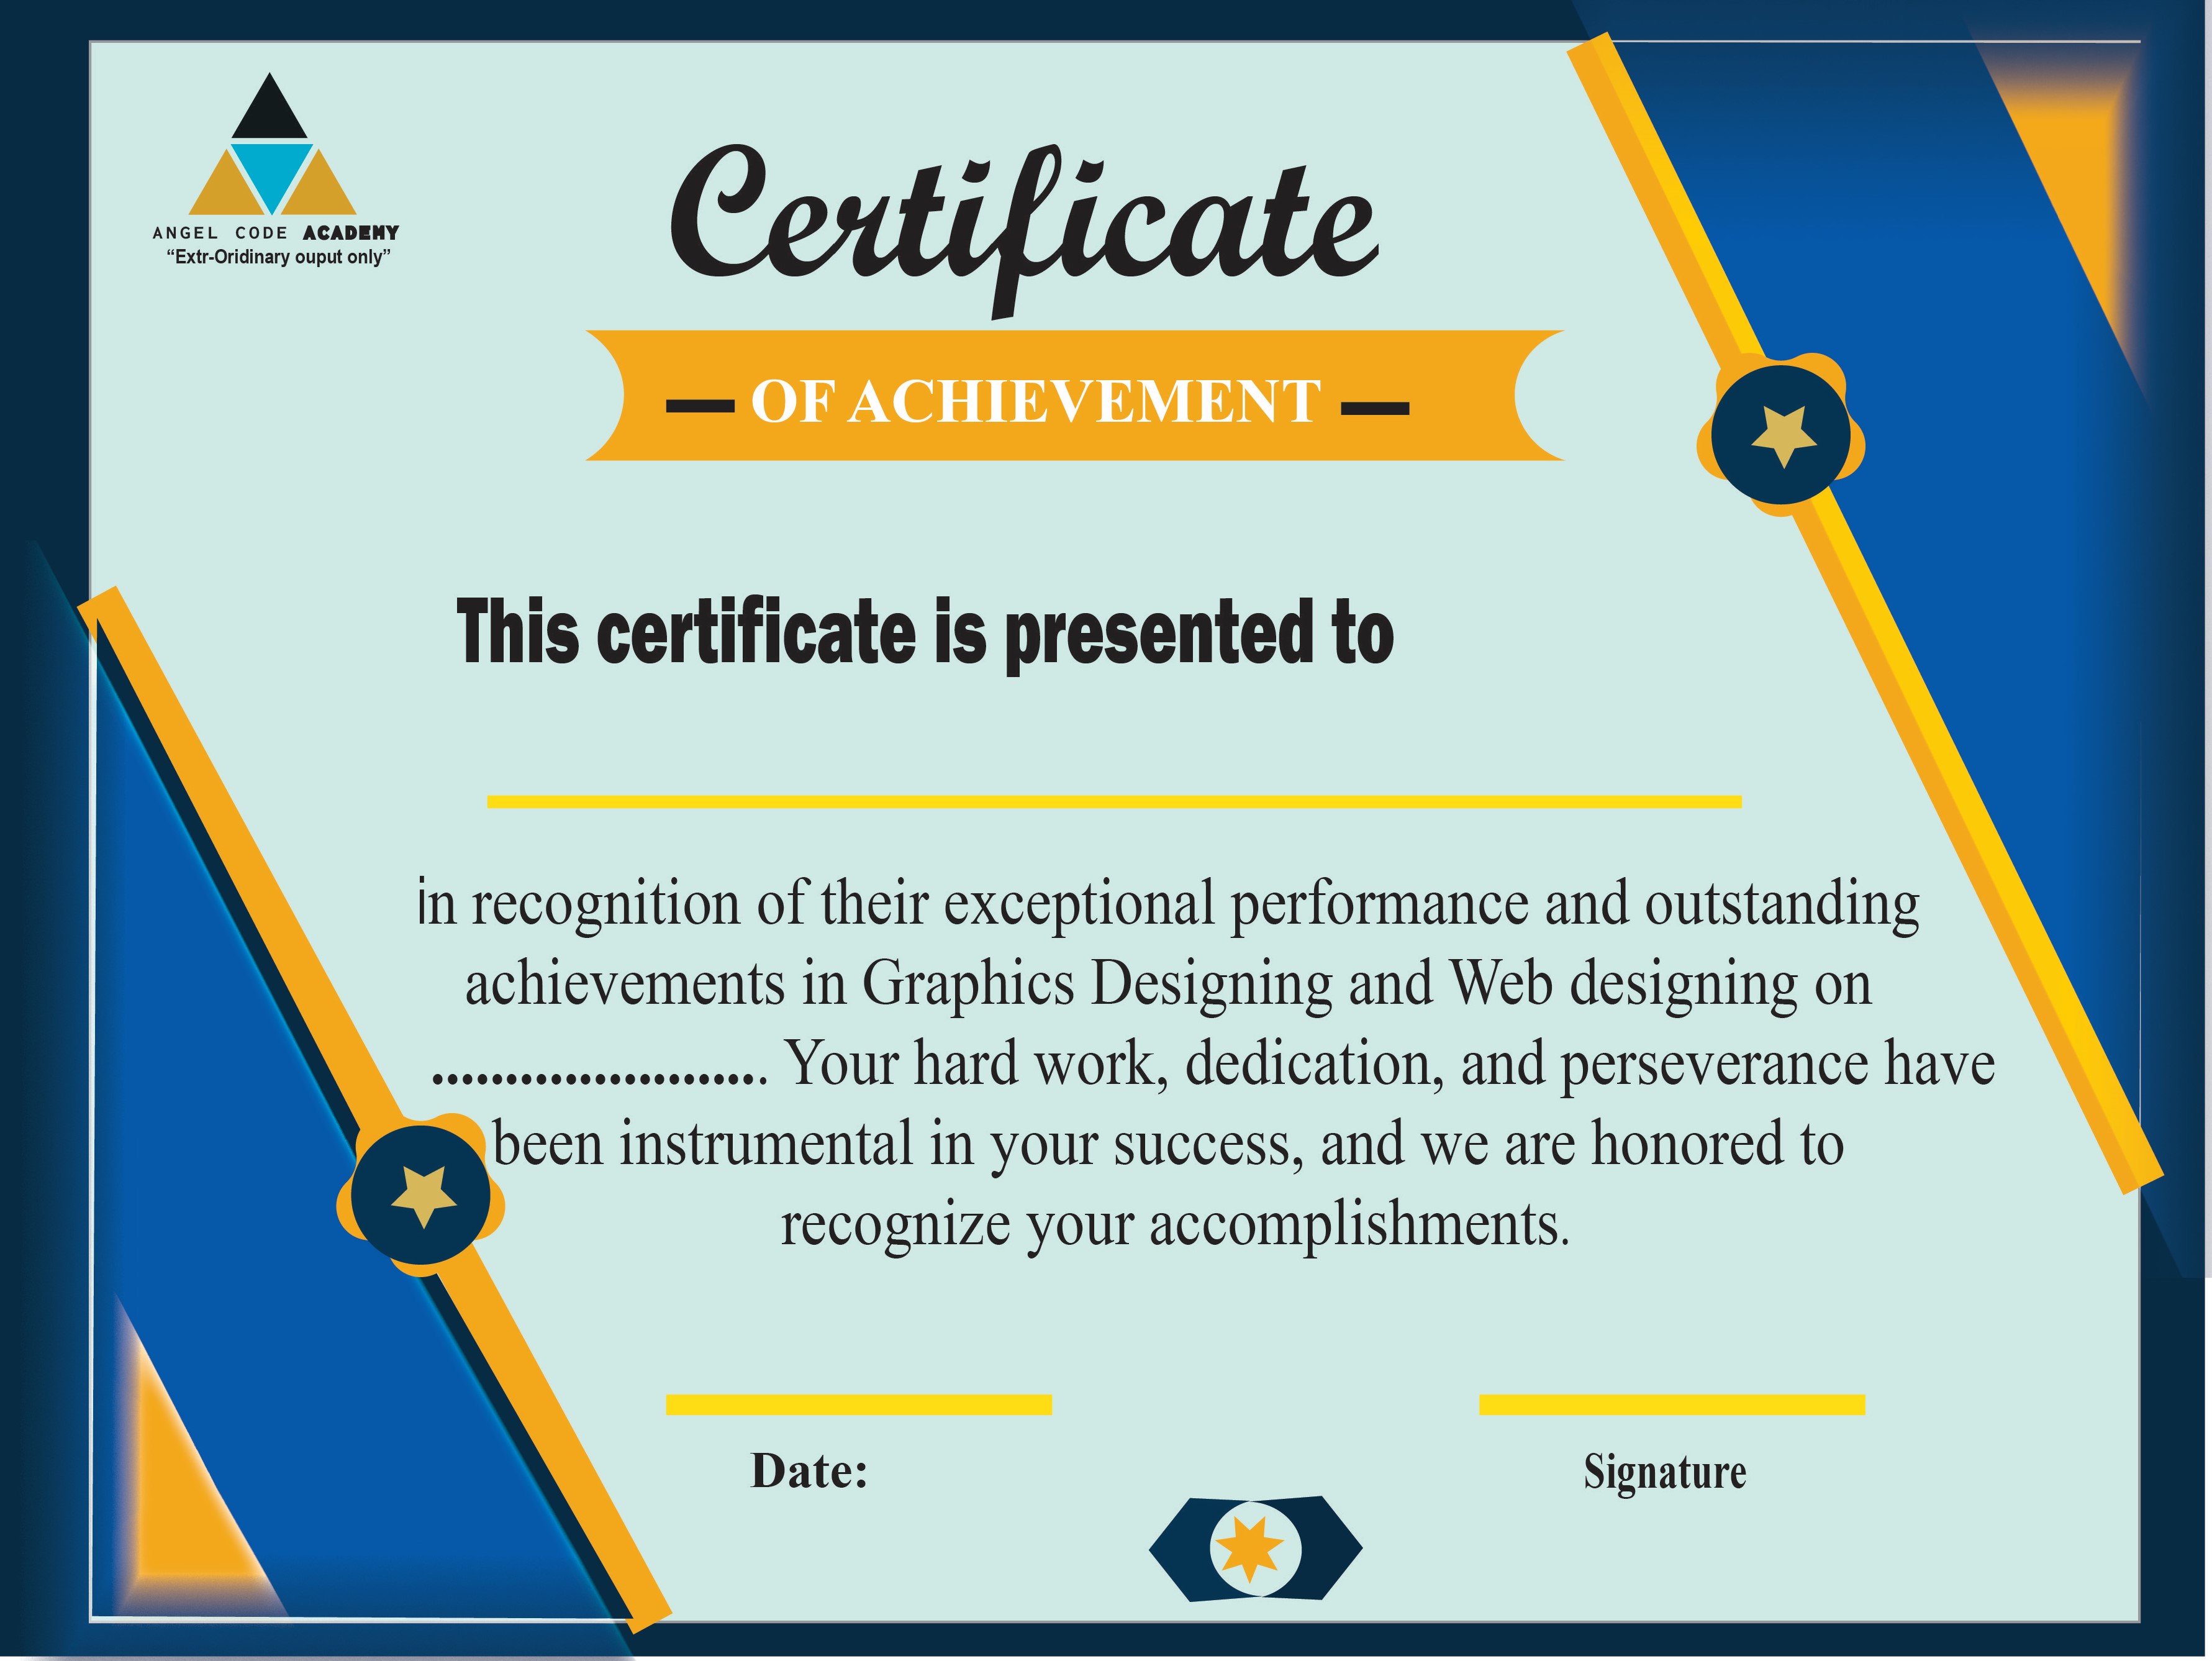 ANGEL CODE ACADEMY
“Extr-Oridinary ouput only”
Certificate
OF ACHIEVEMENT
This certificate is presented to
in recognition of their exceptional performance and outstanding
achievements in Graphics Designing and Web designing on
....................... Your hard work, dedication, and perseverance have
been instrumental in your success, and we are honored to
recognize your accomplishments.
Date:
Signature